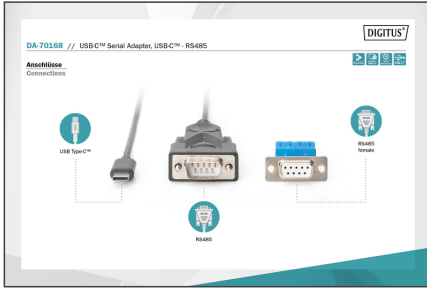 DIGITUS®
DA-70168 // USB-C™ Serial Adapter, USB-C™ - RS485
Anschlüsse
Connections
USB Type-C™
RS485
female
RS485